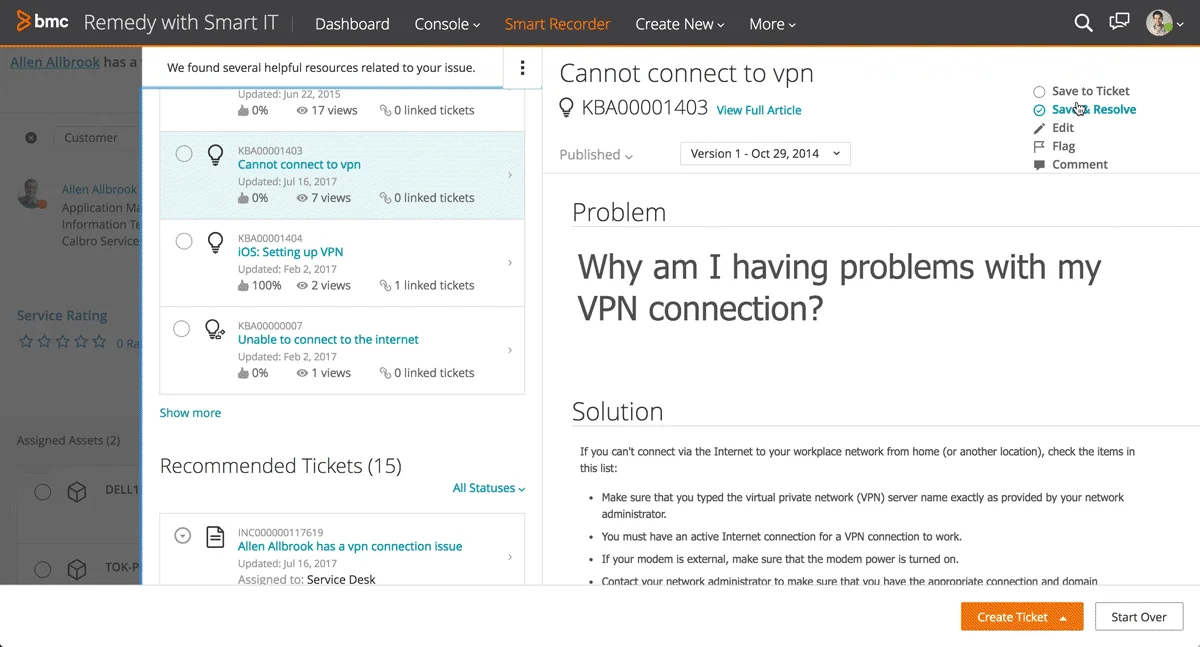 bmc Remedy with Smart IT Dashboard Console Smart Recorder Create New More
Allen Allbrook has a v
Customer
Allen Allbrook
Application Ma
Information Te
Calbro Service
Service Rating
0 Ra
Assigned Assets (2)
DELL1
TOK-P
We found several helpful resources related to your issue.
Updated: Jun 22, 2015
0% 17 views 0 linked tickets
KBA00001403
Cannot connect to vpn
Updated: Jul 16, 2017
0% 7 views 0 linked tickets
KBA00001404
iOS: Setting up VPN
Updated: Feb 2, 2017
100% 2 views 1 linked tickets
KBA00000007
Unable to connect to the internet
Updated: Feb 2, 2017
0% 1 views 0 linked tickets
Show more
Recommended Tickets (15)
All Statuses
INC000000117619
Allen Allbrook has a vpn connection issue
Updated: Jul 16, 2017
Assigned to: Service Desk
Cannot connect to vpn
KBA00001403 View Full Article
Published Version 1 - Oct 29, 2014
Save to Ticket
Save & Resolve
Edit
Flag
Comment
Problem
Why am I having problems with my
VPN connection?
Solution
If you can't connect via the Internet to your workplace network from home (or another location), check the items in
this list:
• Make sure that you typed the virtual private network (VPN) server name exactly as provided by your network
administrator.
• You must have an active Internet connection for a VPN connection to work.
• If your modem is external, make sure that the modem power is turned on.
• Contact your network administrator to make sure that you have the appropriate connection and domain
Create Ticket Start Over